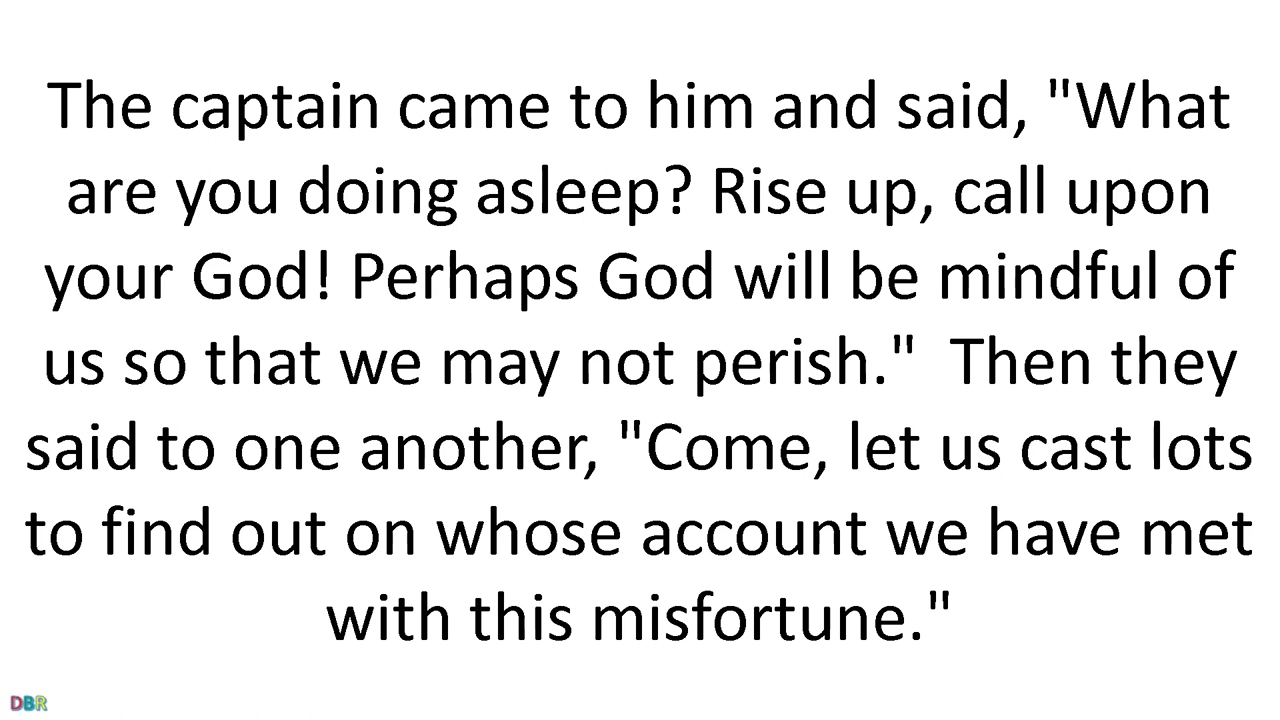 The captain came to him and said, "What
are you doing asleep? Rise up, call upon
your God! Perhaps God will be mindful of
us so that we may not perish."  Then they
said to one another, "Come, let us cast lots
to find out on whose account we have met
with this misfortune."
DBR